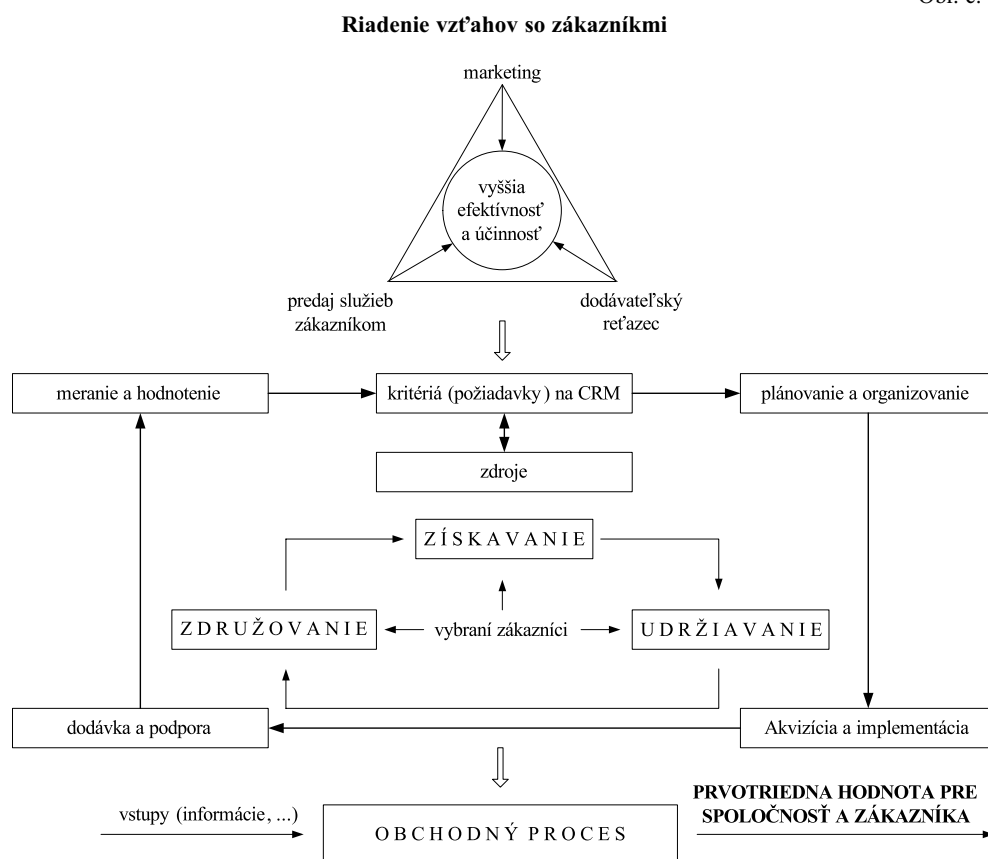 Obr. č.
Riadenie vzťahov so zákazníkmi
marketing
vyššia
efektívnosť
a účinnosť
predaj služieb
zákazníkom
dodávateľský
reťazec
meranie a hodnotenie
kritériá (požiadavky) na CRM
plánovanie a organizovanie
zdroje
ZÍSKAVANIE
ZDRUŽOVANIE
vybraní zákazníci
UDRŽIAVANIE
dodávka a podpora
Akvizícia a implementácia
vstupy (informácie, ...)
OBCHODNÝ PROCES
PRVOTRIEDNA HODNOTA PRE
SPOLOČNOSŤ A ZÁKAZNÍKA